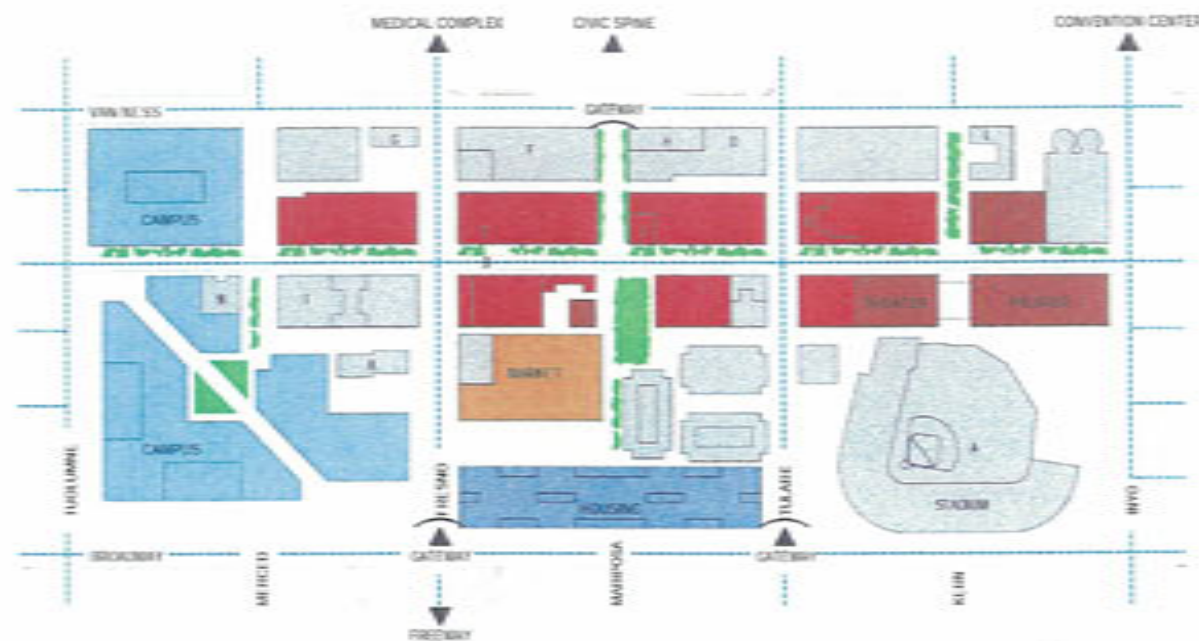 MEDICAL COMPLEX
CIVIC SPINE
CONVENTION CENTER
VAN NESS
GATEWAY
G
F
H
D
CAMPUS
THEATER
MARKET
CAMPUS
A
STADIUM
HOUSING
TUOLUMNE
FRESNO
TULARE
INYO
BROADWAY
GATEWAY
GATEWAY
MERCED
MARIPOSA
KERN
FREEWAY